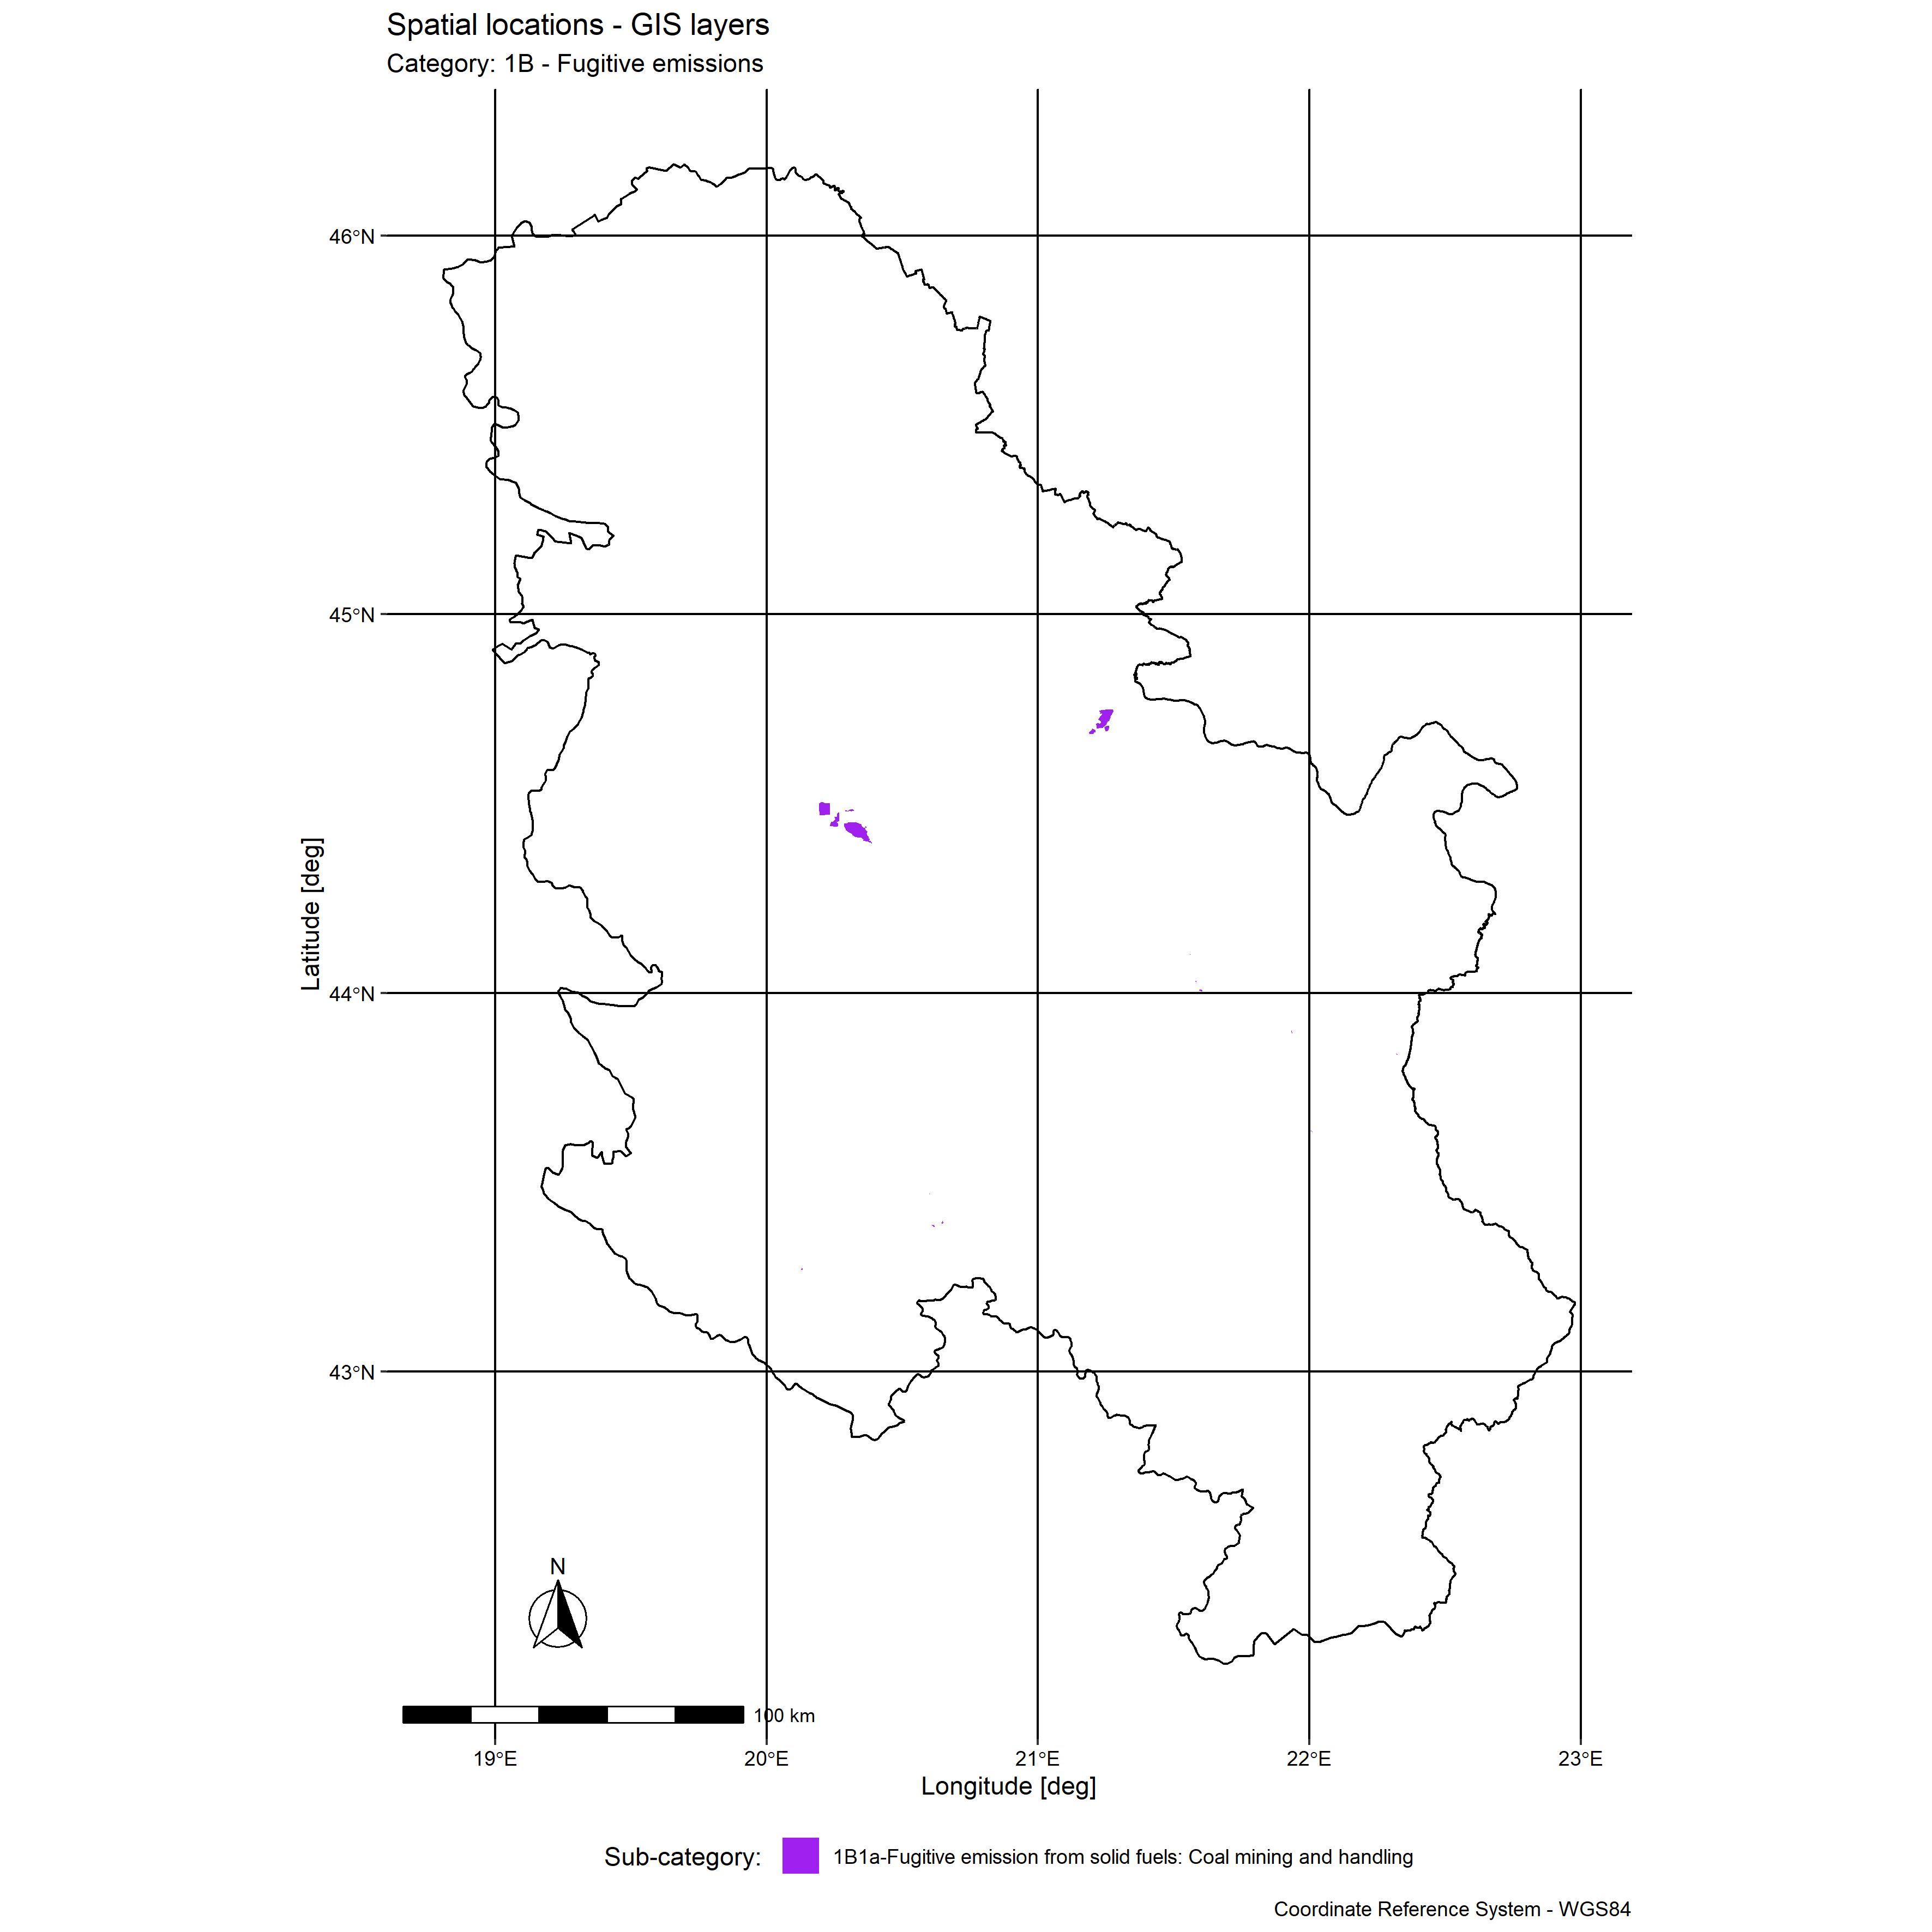 Spatial locations - GIS layers
Category: 1B - Fugitive emissions
46°N
45°N
44°N
43°N
Latitude [deg]
N
100 km
19°E 20°E 21°E 22°E 23°E
Longitude [deg]
Sub-category: 1B1a-Fugitive emission from solid fuels: Coal mining and handling
Coordinate Reference System - WGS84